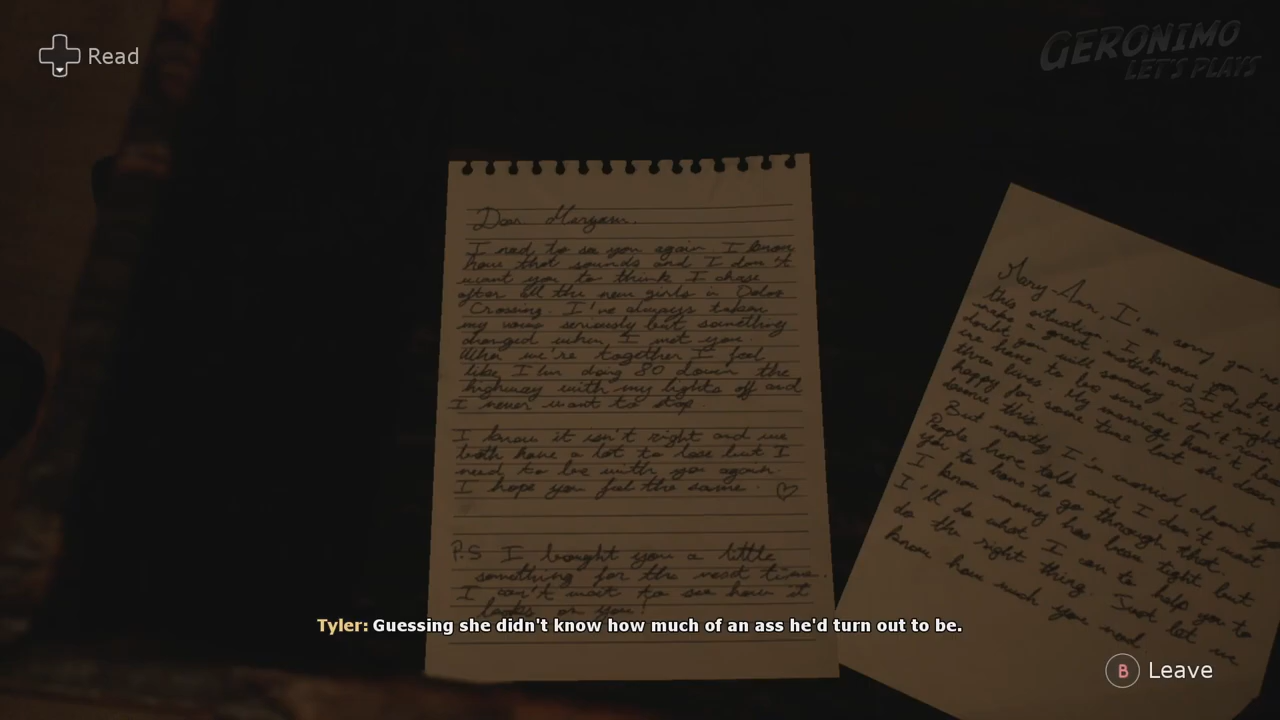 Read
GERONIMO
LET'S PLAYS
Dear Maryann.
I need to see you again I know
how that sounds and I don't
want you to think I chase
after all the new girls in Delos
Crossing. I've always taken
my vows seriously but something
changed when I met you.
When we're together I feel
like I'm doing 80 down the
highway with my lights off and
I never want to stop.
I know it isn't right and we
both have a lot to lose but I
need to be with you again.
I hope you feel the same. ♡
P.S I bought you a little
something for the next time.
I can't wait to see how it
looks on you!
Mary-Ann, I'm sorry you're
this situation. I know you feel
make a great mother and I don't
doubt you will someday. But right
we have to be sure we don't ruin
three lives. My marriage hasn't been
happy for some time but she doesn
deserve this.
But mostly I'm worried about yo
People here talk and I don't want
you to have to go through that.
I know money has been tight but
I'll do what I can to help you to
do the right thing. Just let me
know how much you need
Tyler: Guessing she didn't know how much of an ass he'd turn out to be.
B Leave